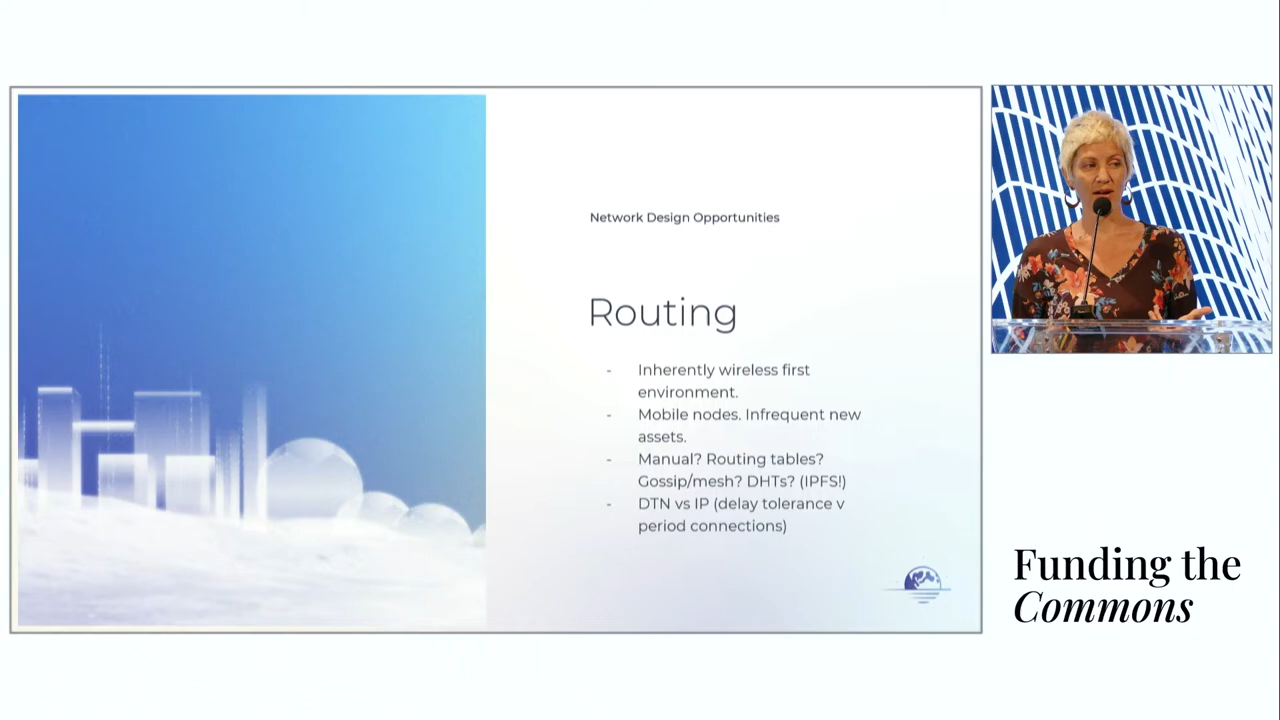 Network Design Opportunities
Routing
- Inherently wireless first
environment.
- Mobile nodes. Infrequent new
assets.
- Manual? Routing tables?
Gossip/mesh? DHTs? (IPFS!)
- DTN vs IP (delay tolerance v
period connections)
Funding the
Commons